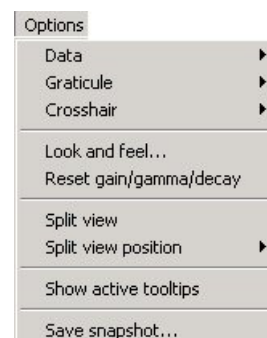 Options
Data
Graticule
Crosshair
Look and feel...
Reset gain/gamma/decay
Split view
Split view position
Show active tooltips
Save snapshot...